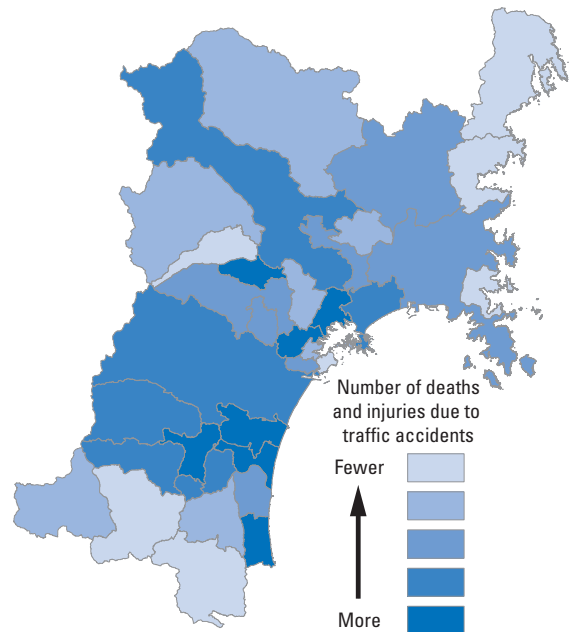 Number of deaths
and injuries due to
traffic accidents
Fewer
More